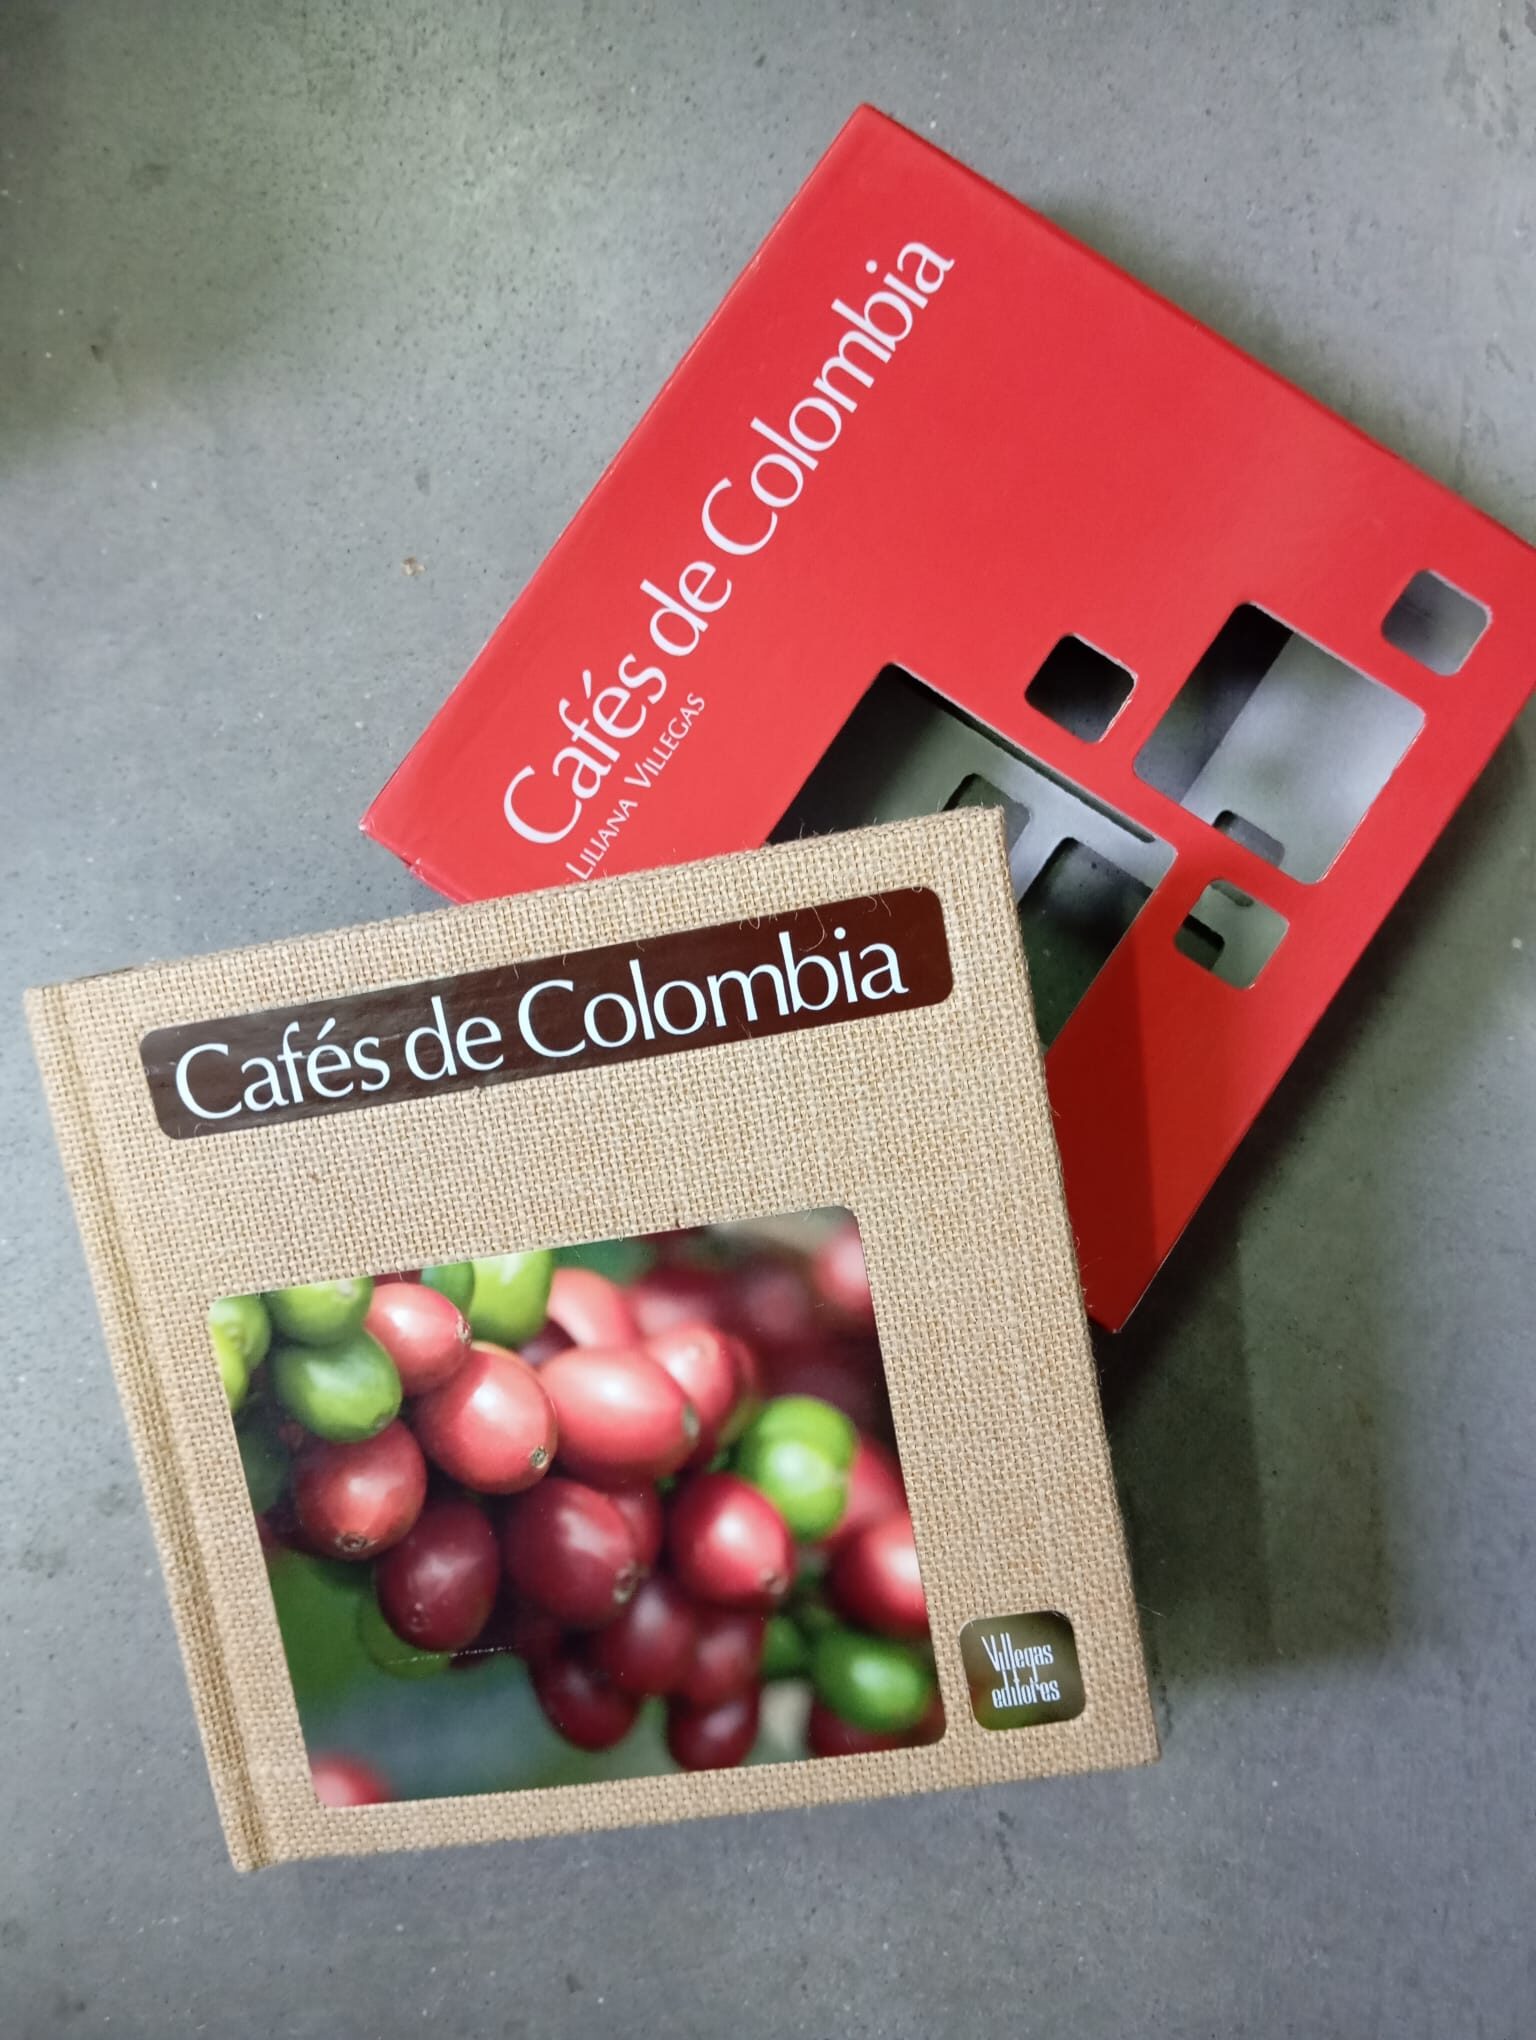 Cafés de Colombia
LILIANA VILLEGAS
Cafés de Colombia
Villegas
editores